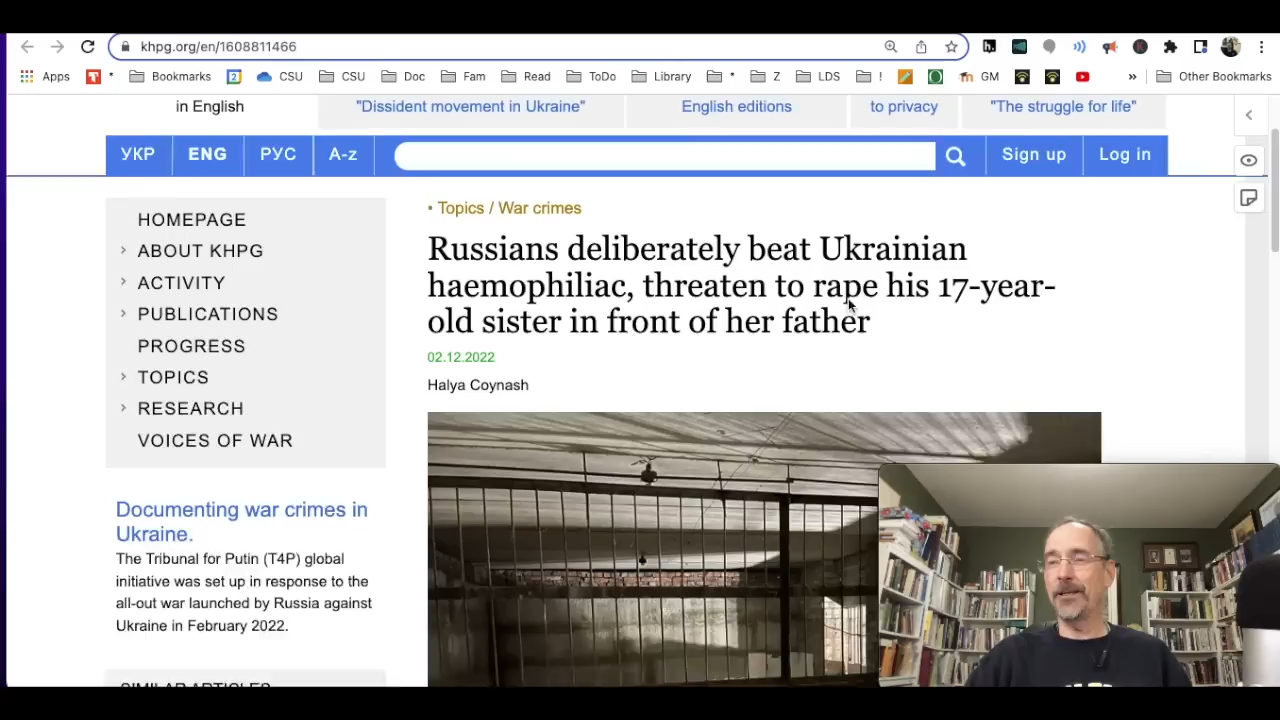 khpg.org/en/1608811466
Apps
*
Bookmarks
2
CSU
CSU
Doc
Fam
Read
ToDo
Library
*
Z
LDS
!
GM
»
Other Bookmarks
in English
"Dissident movement in Ukraine"
English editions
to privacy
"The struggle for life"
УКР
ENG
РУС
A-z
Sign up
Log in
HOMEPAGE
ABOUT KHPG
ACTIVITY
PUBLICATIONS
PROGRESS
TOPICS
RESEARCH
VOICES OF WAR
Documenting war crimes in
Ukraine.
The Tribunal for Putin (T4P) global
initiative was set up in response to the
all-out war launched by Russia against
Ukraine in February 2022.
SIMILAR ARTICLES
• Topics / War crimes
Russians deliberately beat Ukrainian
haemophiliac, threaten to rape his 17-year-
old sister in front of her father
02.12.2022
Halya Coynash